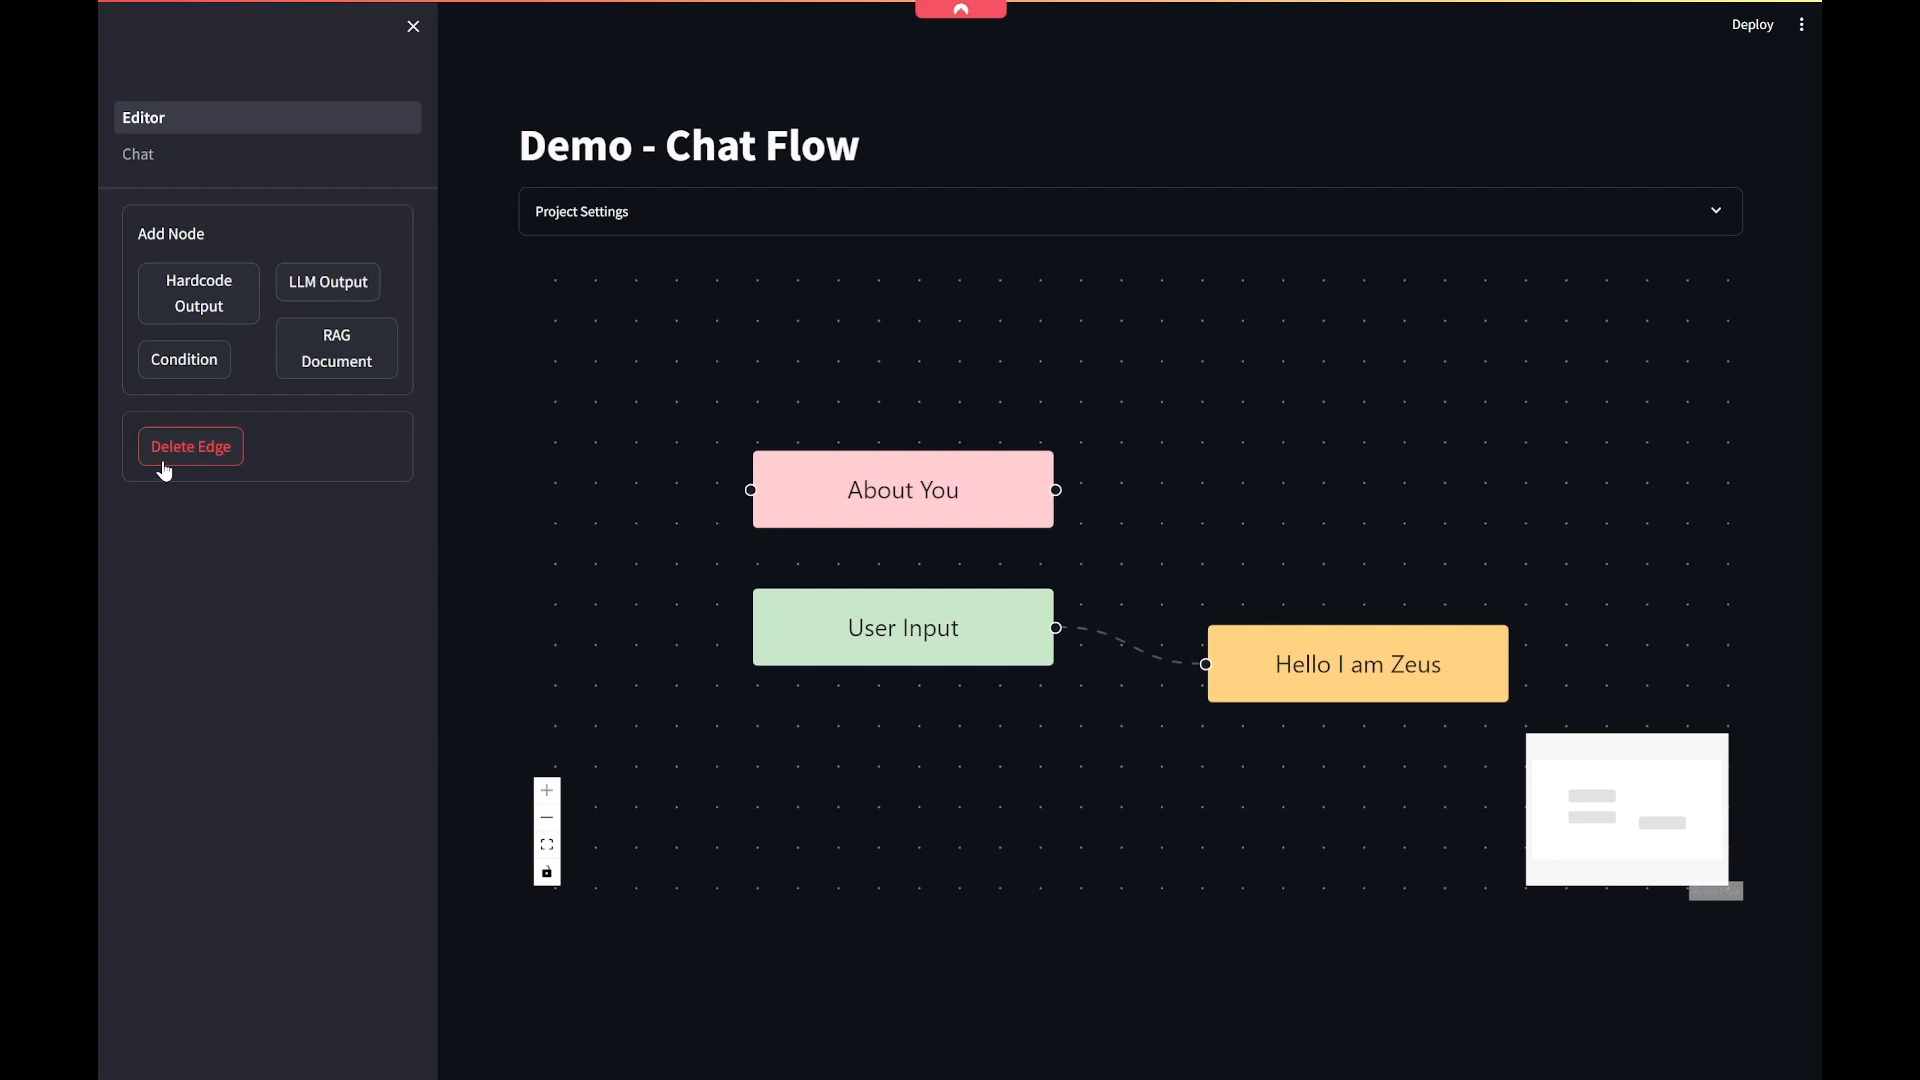 Deploy
Editor
Chat
Demo - Chat Flow
Project Settings
Add Node
Hardcode
Output
LLM Output
Condition
RAG
Document
Delete Edge
About You
User Input
Hello I am Zeus